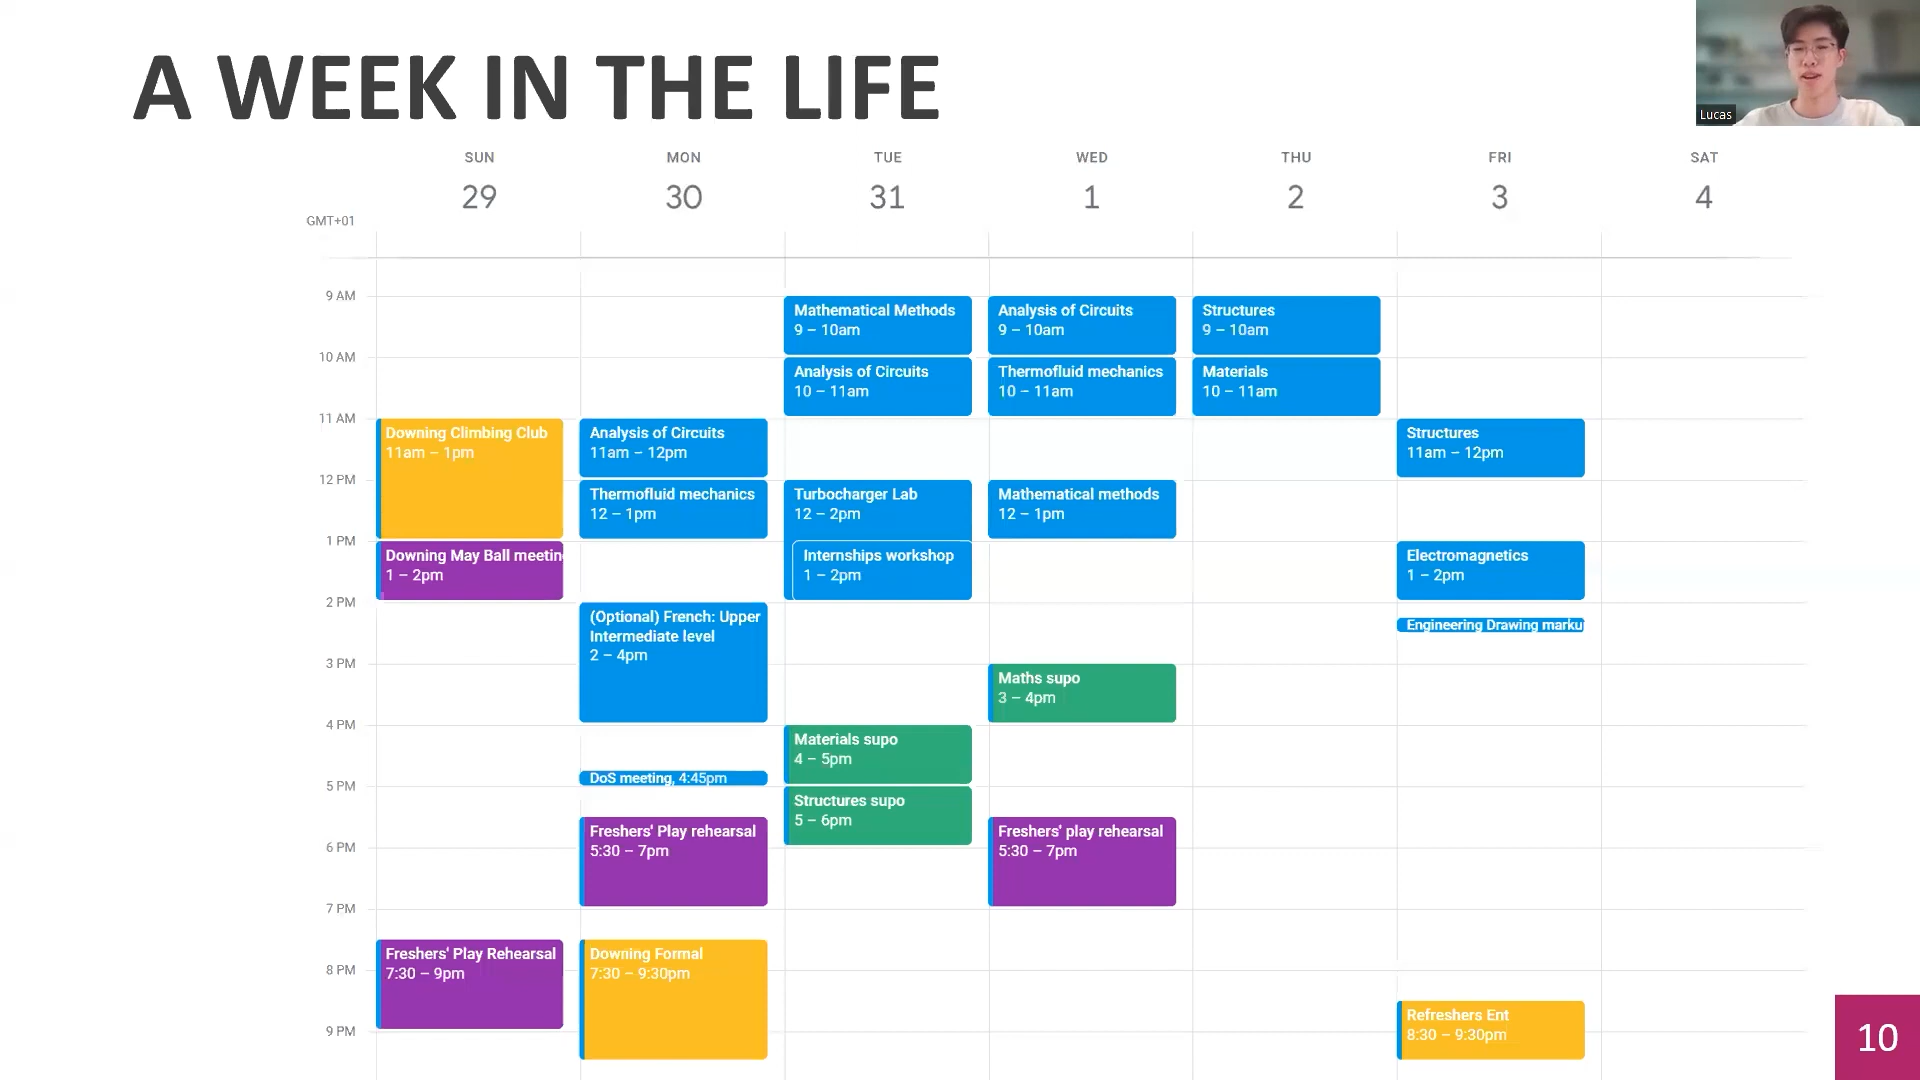 A WEEK IN THE LIFE
Lucas
SUN
MON
TUE
WED
THU
FRI
SAT
29
30
31
1
2
3
4
GMT+01
9 AM
10 AM
11 AM
12 PM
1 PM
2 PM
3 PM
4 PM
5 PM
6 PM
7 PM
8 PM
9 PM
Downing Climbing Club
11am – 1pm
Downing May Ball meetin
1 – 2pm
Freshers' Play Rehearsal
7:30 – 9pm
Analysis of Circuits
11am – 12pm
Thermofluid mechanics
12 – 1pm
(Optional) French: Upper
Intermediate level
2 – 4pm
DoS meeting, 4:45pm
Freshers' Play rehearsal
5:30 – 7pm
Downing Formal
7:30 – 9:30pm
Mathematical Methods
9 – 10am
Analysis of Circuits
10 – 11am
Turbocharger Lab
12 – 2pm
Internships workshop
1 – 2pm
Materials supo
4 – 5pm
Structures supo
5 – 6pm
Analysis of Circuits
9 – 10am
Thermofluid mechanics
10 – 11am
Mathematical methods
12 – 1pm
Maths supo
3 – 4pm
Freshers' play rehearsal
5:30 – 7pm
Structures
9 – 10am
Materials
10 – 11am
Structures
11am – 12pm
Electromagnetics
1 – 2pm
Engineering Drawing marku
Refreshers Ent
8:30 – 9:30pm
10